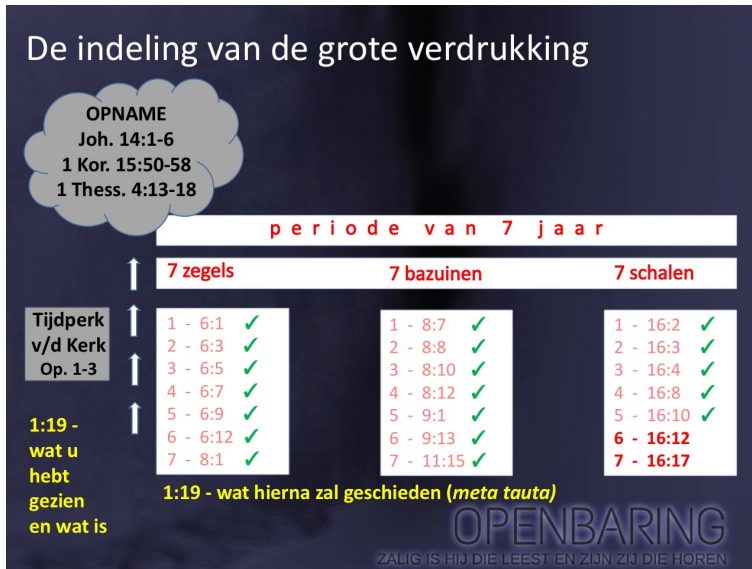 De indeling van de grote verdrukking
OPNAME
Joh. 14:1-6
1 Kor. 15:50-58
1 Thess. 4:13-18
periode van 7 jaar
7 zegels
7 bazuinen
7 schalen
Tijdperk
v/d Kerk
Op. 1-3
1:19 -
wat u
hebt
gezien
en wat is
1 - 6:1 ✓
2 - 6:3 ✓
3 - 6:5 ✓
4 - 6:7 ✓
5 - 6:9 ✓
6 - 6:12 ✓
7 - 8:1 ✓
1 - 8:7 ✓
2 - 8:8 ✓
3 - 8:10 ✓
4 - 8:12 ✓
5 - 9:1 ✓
6 - 9:13 ✓
7 - 11:15 ✓
1 - 16:2 ✓
2 - 16:3 ✓
3 - 16:4 ✓
4 - 16:8 ✓
5 - 16:10 ✓
6 - 16:12
7 - 16:17
1:19 - wat hierna zal geschieden (meta tauta)
OPENBARING
ZALIG IS HIJ DIE LEEST EN ZIJN ZIJ DIE HOREN